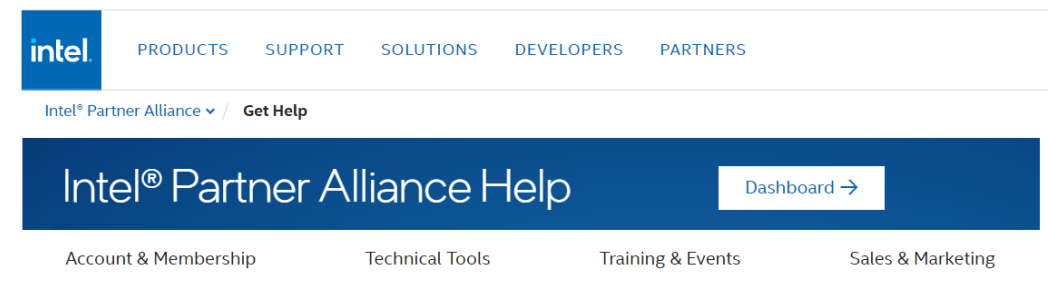 intel. PRODUCTS SUPPORT SOLUTIONS DEVELOPERS PARTNERS
Intel® Partner Alliance / Get Help
Intel® Partner Alliance Help Dashboard →
Account & Membership Technical Tools Training & Events Sales & Marketing